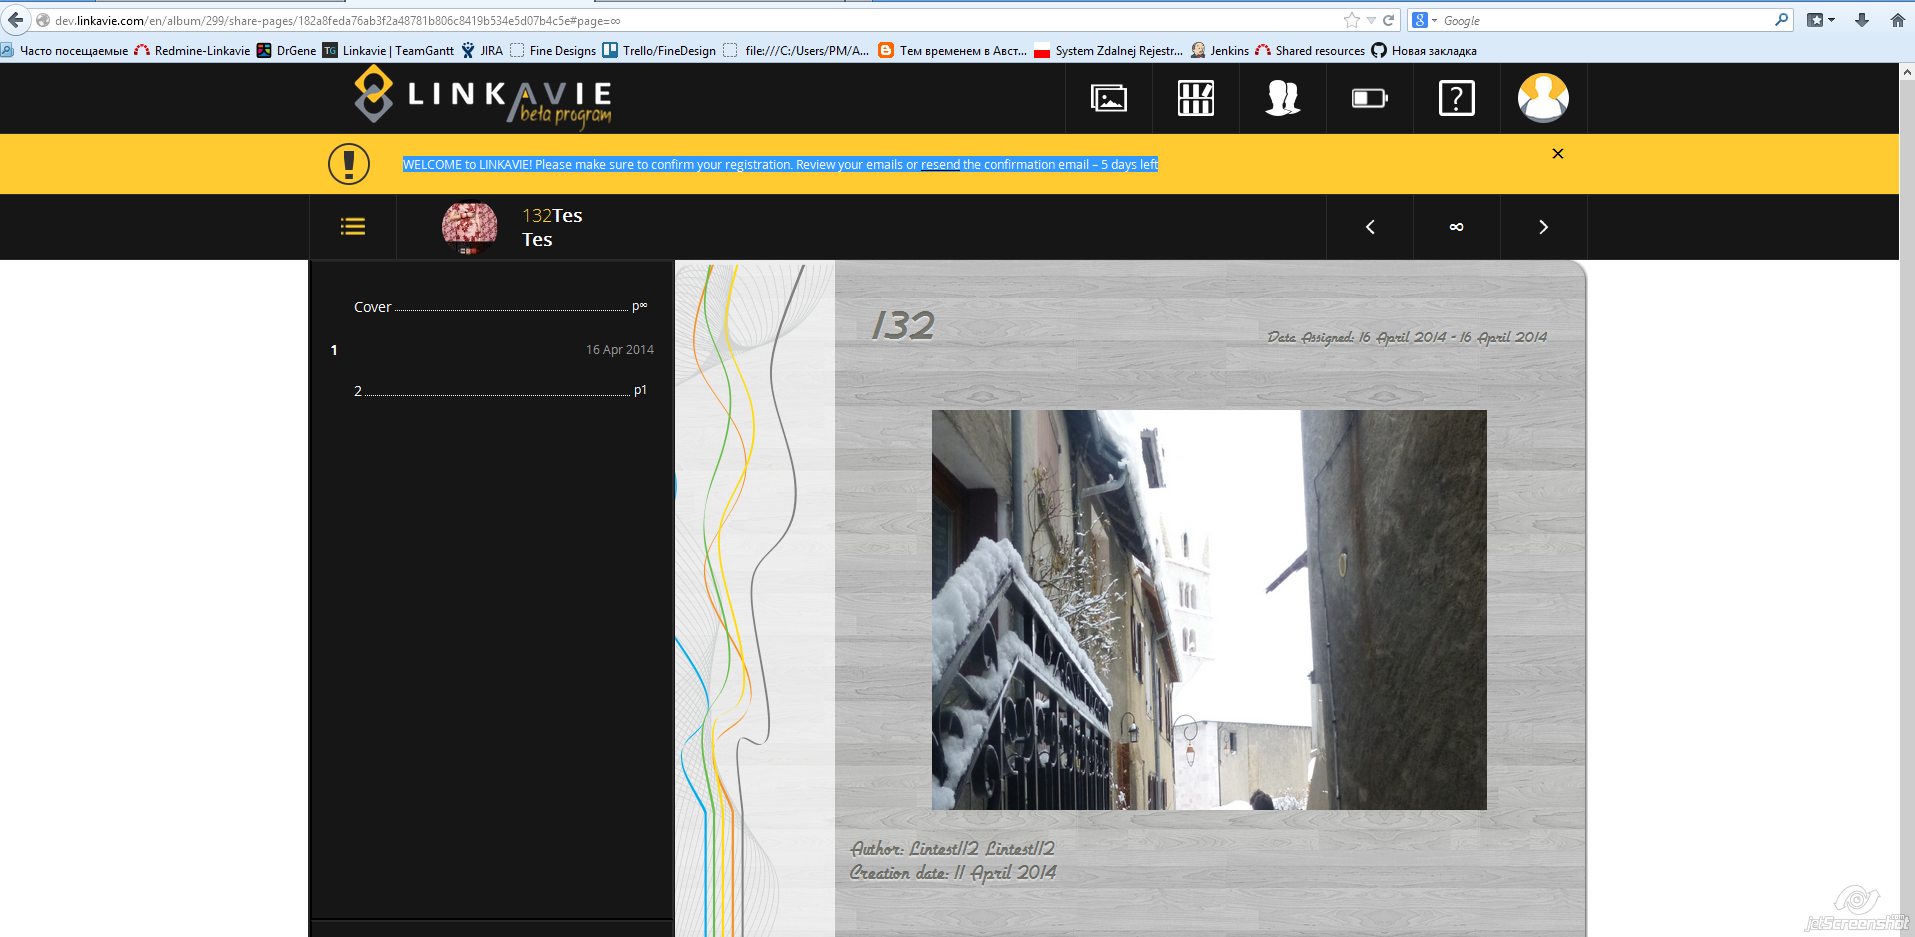 dev.linkavie.com/en/album/299/share-pages/182a8feda76ab3f2a48781b806c8419b534e5d07b4c5e#page=∞
Google
Часто посещаемые Redmine-Linkavie DrGene TG Linkavie | TeamGantt JIRA Fine Designs Trello/FineDesign file:///C:/Users/PM/A... Тем временем в Авст... System Zdalnej Rejestr... Jenkins Shared resources Новая закладка
LINKAVIE
beta program
WELCOME to LINKAVIE! Please make sure to confirm your registration. Review your emails or resend the confirmation email – 5 days left
132Tes
Tes
∞
Cover p∞
1 16 Apr 2014
2 p1
132
Date Assigned: 16 April 2014 - 16 April 2014
Author: Lintest112 Lintest112
Creation date: 11 April 2014
jetScreenshot
.com